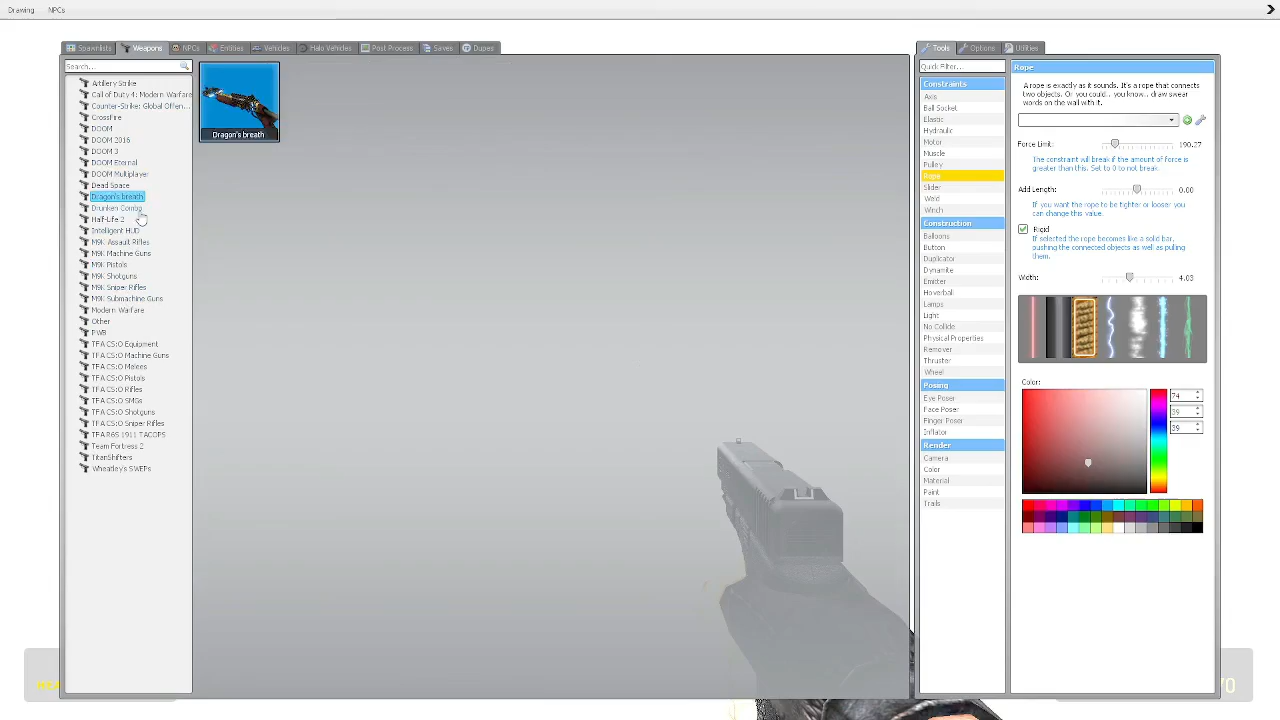 Drawing NPCs
Spawnlists Weapons NPCs Entities Vehicles Halo Vehicles Post Process Saves Dupes
Search...
Artillery Strike
Call of Duty 4: Modern Warfare
Counter-Strike: Global Offen...
CrossFire
DOOM
DOOM 2016
DOOM 3
DOOM Eternal
DOOM Multiplayer
Dead Space
Dragon's breath
Drunken Combo
Half-Life 2
Intelligent HUD
M9K Assault Rifles
M9K Machine Guns
M9K Pistols
M9K Shotguns
M9K Sniper Rifles
M9K Submachine Guns
Modern Warfare
Other
PWB
TFA CS:O Equipment
TFA CS:O Machine Guns
TFA CS:O Melees
TFA CS:O Pistols
TFA CS:O Rifles
TFA CS:O SMGs
TFA CS:O Shotguns
TFA CS:O Sniper Rifles
TFA R6S 1911 TACOPS
Team Fortress 2
TitanShifters
Wheatley's SWEPs
Dragon's breath
Tools Options Utilities
Quick Filter...
Constraints
Axis
Ball Socket
Elastic
Hydraulic
Motor
Muscle
Pulley
Rope
Slider
Weld
Winch
Construction
Balloons
Button
Duplicator
Dynamite
Emitter
Hoverball
Lamps
Light
No Collide
Physical Properties
Remover
Thruster
Wheel
Posing
Eye Poser
Face Poser
Finger Poser
Inflator
Render
Camera
Color
Material
Paint
Trails
Rope
A rope is exactly as it sounds. It's a rope that connects
two objects. Or you could.. you know.. draw swear
words on the wall with it.
Force Limit: 190.27
The constraint will break if the amount of force is
greater than this. Set to 0 to not break.
Add Length: 0.00
If you want the rope to be tighter or looser you
can change this value.
Rigid
If selected the rope becomes like a solid bar,
pushing the connected objects as well as pulling
them.
Width: 4.03
Color:
74
39
39